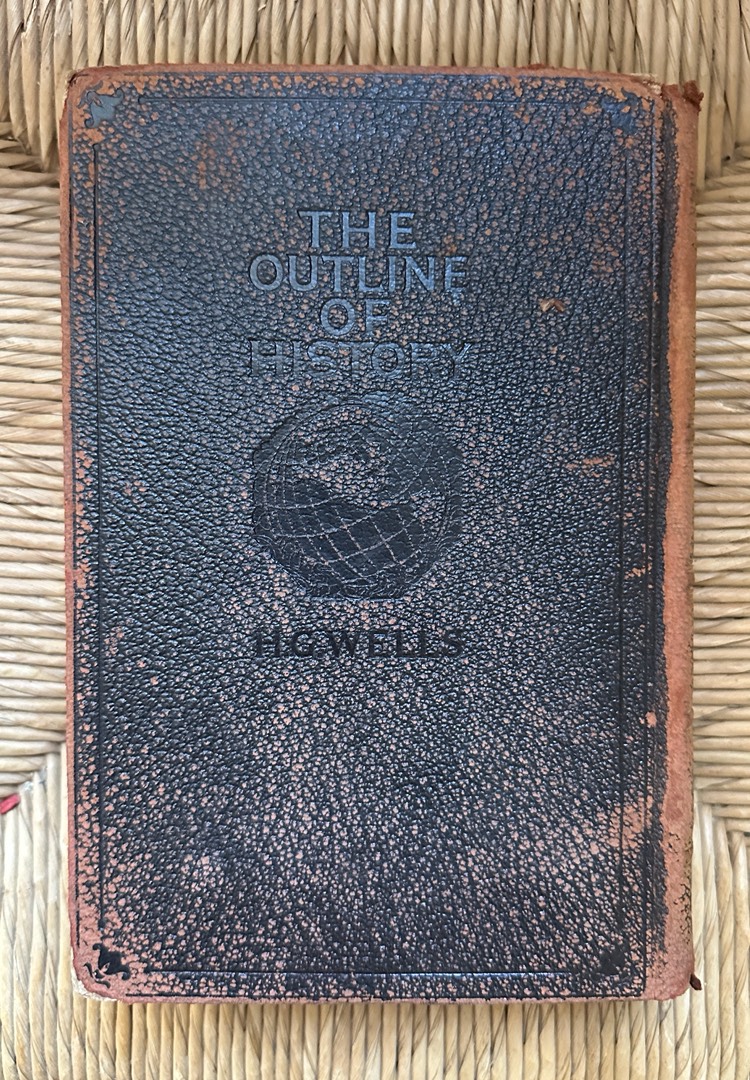 THE
OUTLINE
OF
HISTORY
H.G.WELLS